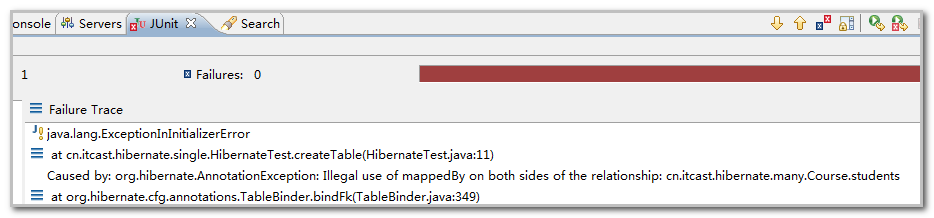 onsole Servers JUnit Search
1 Failures: 0
Failure Trace
java.lang.ExceptionInInitializerError
at cn.itcast.hibernate.single.HibernateTest.createTable(HibernateTest.java:11)
Caused by: org.hibernate.AnnotationException: Illegal use of mappedBy on both sides of the relationship: cn.itcast.hibernate.many.Course.students
at org.hibernate.cfg.annotations.TableBinder.bindFk(TableBinder.java:349)